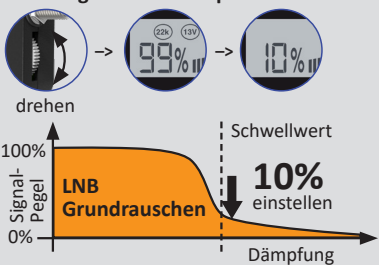 22k 13V
99% -> 10%
drehen
Schwellwert
100%
Signal-
Pegel
LNB
Grundrauschen
10%
einstellen
0%
Dämpfung